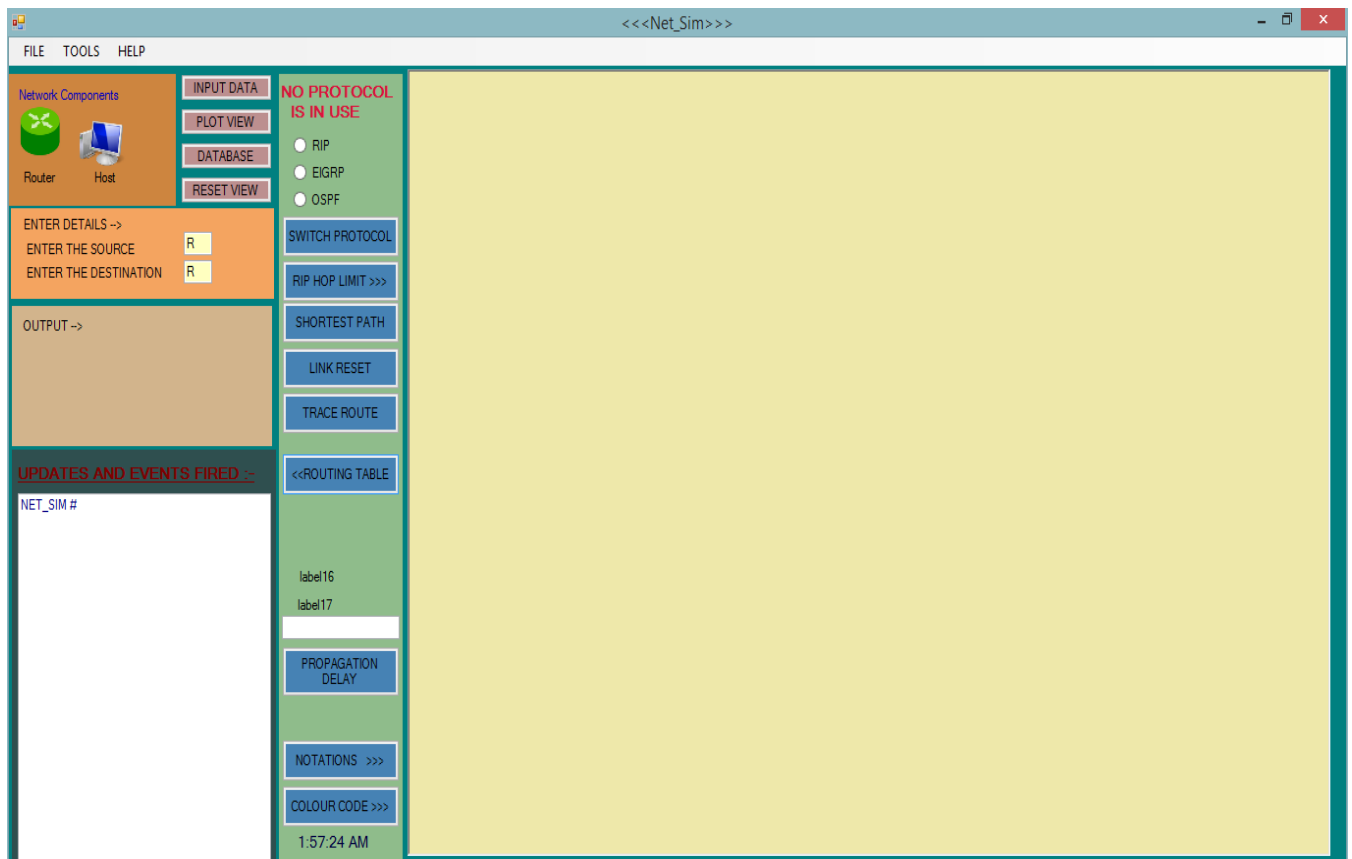 <<<Net_Sim>>>
FILE TOOLS HELP
Network Components
Router Host
INPUT DATA
PLOT VIEW
DATABASE
RESET VIEW
ENTER DETAILS -->
ENTER THE SOURCE R
ENTER THE DESTINATION R
OUTPUT -->
UPDATES AND EVENTS FIRED :-
NET_SIM #
NO PROTOCOL
IS IN USE
RIP
EIGRP
OSPF
SWITCH PROTOCOL
RIP HOP LIMIT >>>
SHORTEST PATH
LINK RESET
TRACE ROUTE
<<ROUTING TABLE
label16
label17
PROPAGATION
DELAY
NOTATIONS >>>
COLOUR CODE >>>
1:57:24 AM